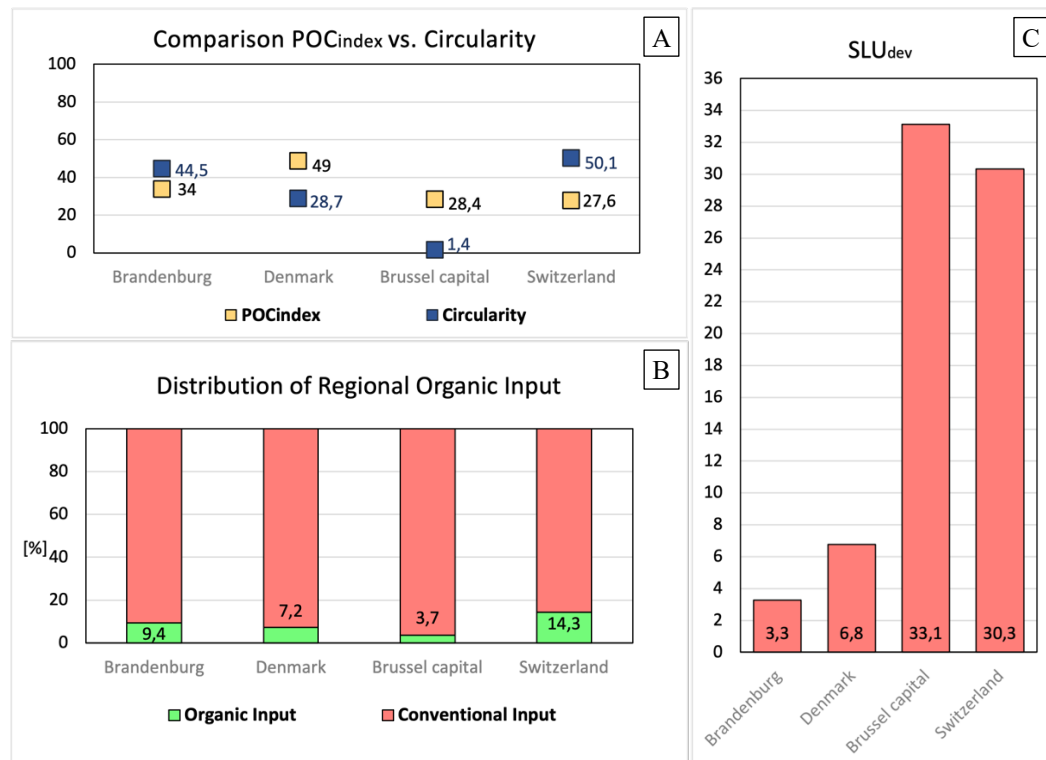 Comparison POCindex vs. Circularity
A
100
80
60
40
20
0
44,5
34
49
28,7
28,4
1,4
50,1
27,6
Brandenburg Denmark Brussel capital Switzerland
POCindex Circularity
B
Distribution of Regional Organic Input
100
80
60
[%]
40
20
0
9,4
7,2
3,7
14,3
Brandenburg Denmark Brussel capital Switzerland
Organic Input Conventional Input
C
SLUdev
36
34
32
30
28
26
24
22
20
18
16
14
12
10
8
6
4
2
0
3,3 6,8 33,1 30,3
Brandenburg
Denmark
Brussel capital
Switzerland